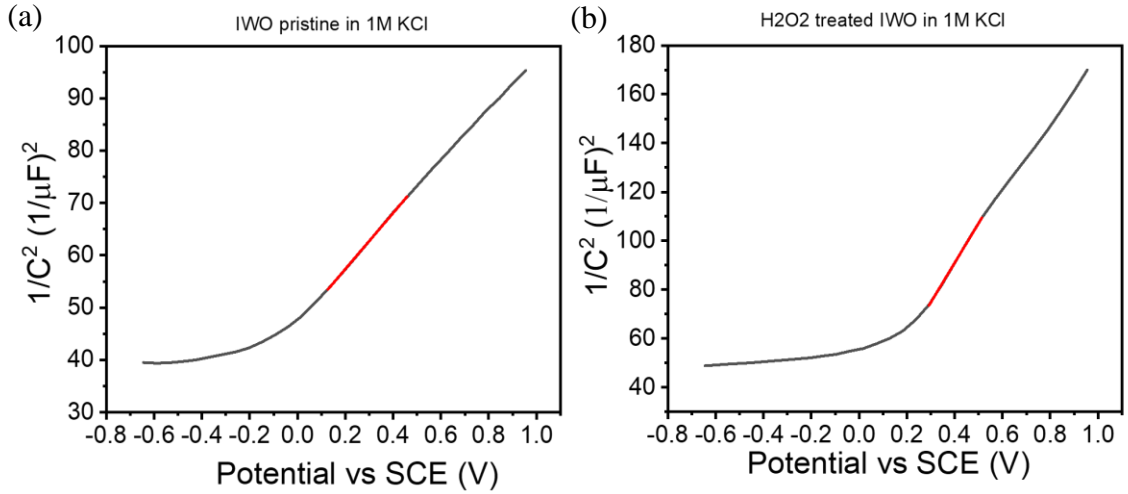 (a)
IWO pristine in 1M KCl
100
90
80
70
60
50
40
30
1/C² (1/μF)²
-0.8 -0.6 -0.4 -0.2 0.0 0.2 0.4 0.6 0.8 1.0
Potential vs SCE (V)
(b)
H2O2 treated IWO in 1M KCl
180
160
140
120
100
80
60
40
1/C² (1/μF)²
-0.8 -0.6 -0.4 -0.2 0.0 0.2 0.4 0.6 0.8 1.0
Potential vs SCE (V)